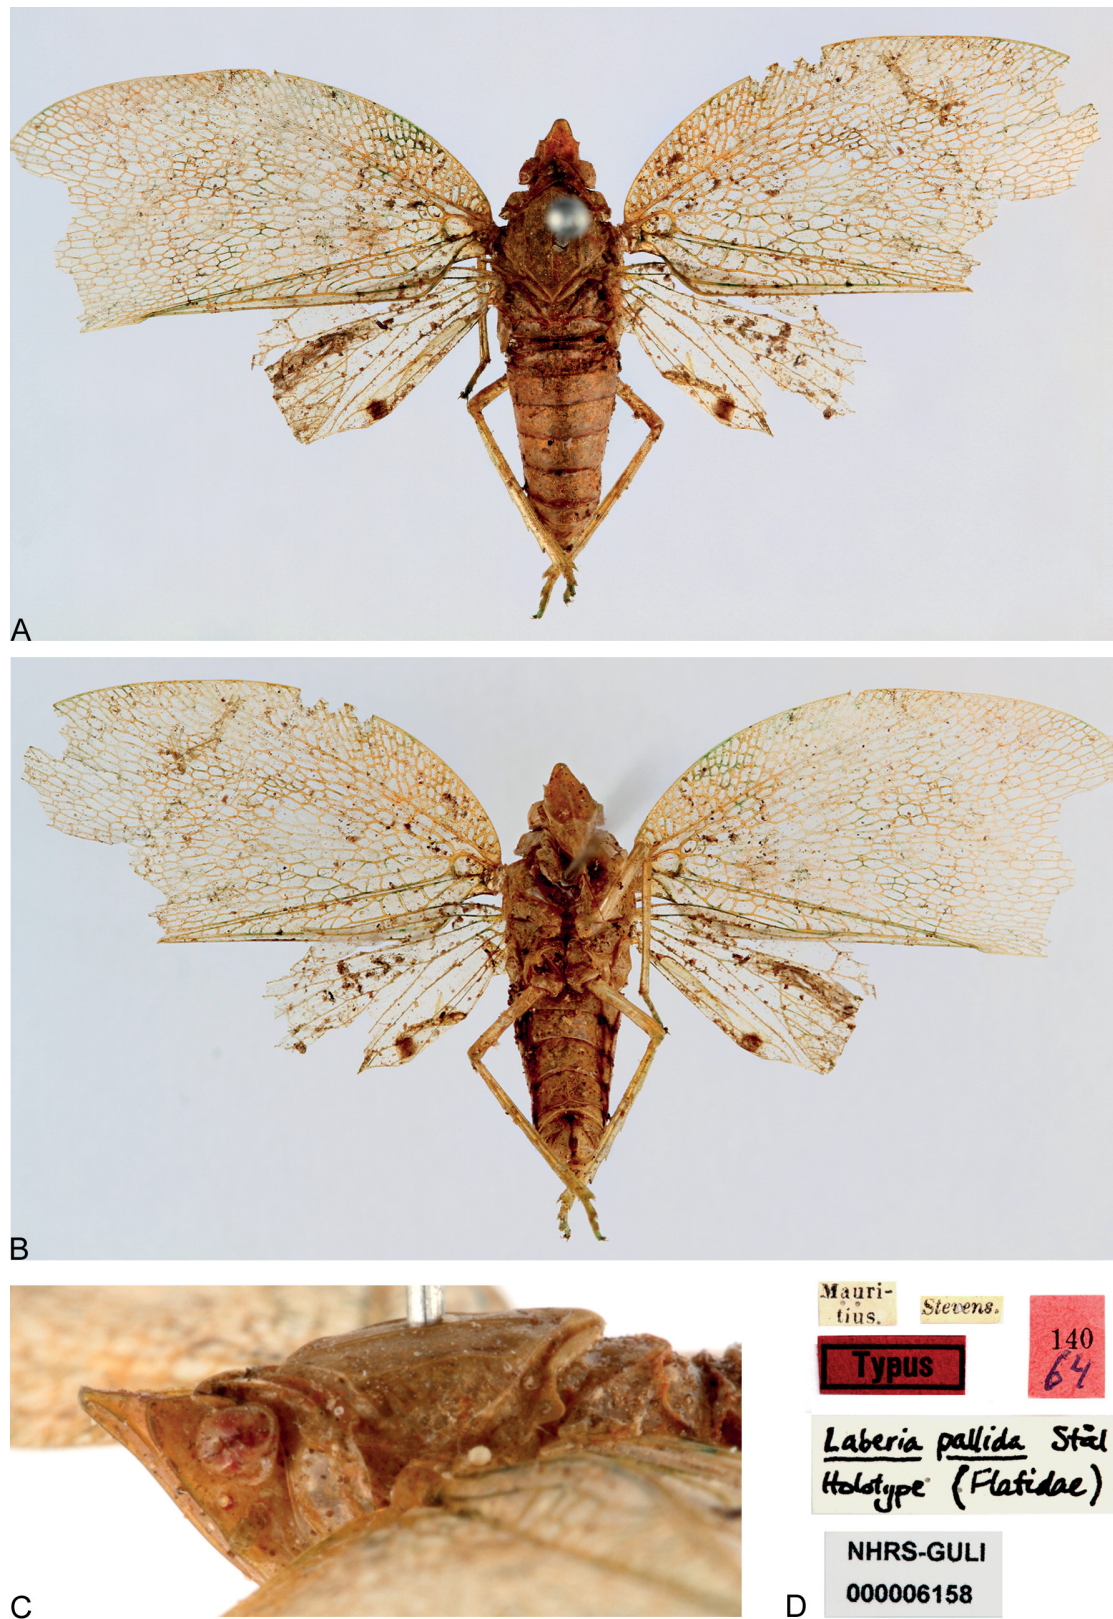 A
B
C
Mauri-
tius.
Stevens.
Typus
140
64
Laberia pallida Stål
Holotype (Flatidae)
NHRS-GULI
000006158
D